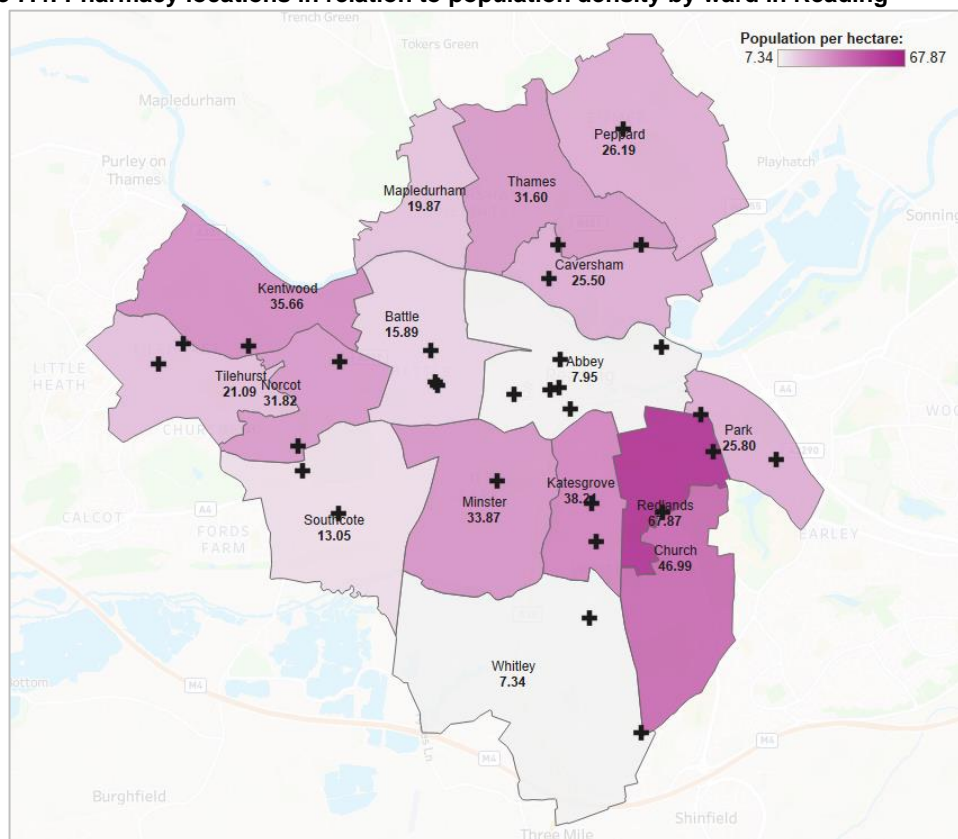 Pharmacy locations in relation to population density by ward in Reading
Trench Green
Tokers Green
Population per hectare:
7.34 67.87
Mapledurham
Peppard
26.19
Purley on
Thames
Playhatch
Thames
31.60
Mapledurham
19.87
Sonning
Caversham
25.50
Kentwood
35.66
Battle
15.89
Abbey
7.95
LITTLE
HEATH
Tilehurst
21.09
Norcot
31.82
A4
Park
25.80
Katesgrove
Minster
33.87
Redlands
67.87
CALCOT
A4
FORDS
FARM
Southcote
13.05
EARLEY
Church
46.99
Whitley
7.34
M4
M4
M4
Burghfield
Shinfield
Three Mile